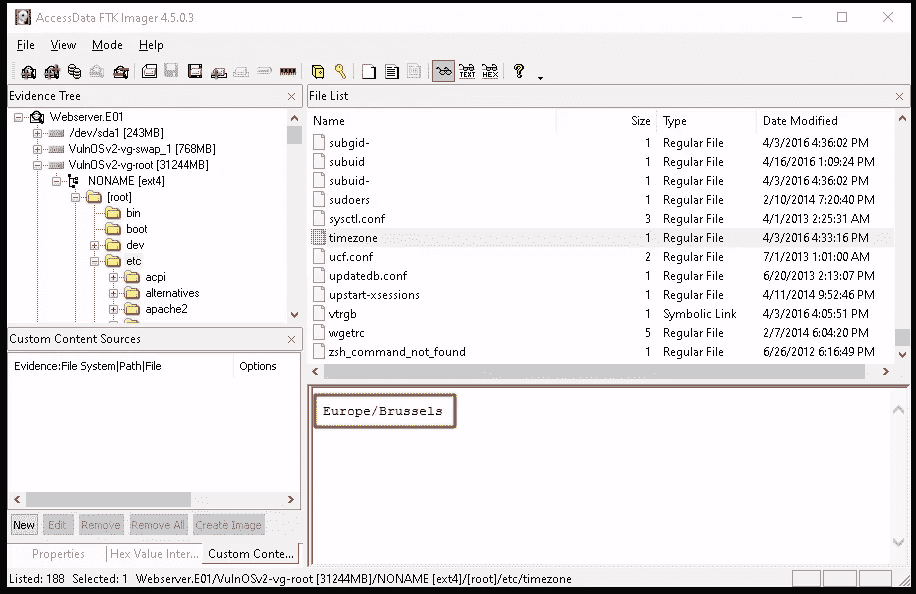 AccessData FTK Imager 4.5.0.3
File View Mode Help
TEXT HEX
Evidence Tree
Webserver.E01
/dev/sda1 [243MB]
VulnOSv2-vg-swap_1 [768MB]
VulnOSv2-vg-root [31244MB]
NONAME [ext4]
[root]
bin
boot
dev
etc
acpi
alternatives
apache2
Custom Content Sources
Evidence:File System|Path|File Options
New Edit Remove Remove All Create Image
Properties Hex Value Inter... Custom Conte...
File List
Name Size Type Date Modified
subgid- 1 Regular File 4/3/2016 4:36:02 PM
subuid 1 Regular File 4/16/2016 1:09:24 PM
subuid- 1 Regular File 4/3/2016 4:36:02 PM
sudoers 1 Regular File 2/10/2014 7:20:40 PM
sysctl.conf 3 Regular File 4/1/2013 2:25:31 AM
timezone 1 Regular File 4/3/2016 4:33:16 PM
ucf.conf 2 Regular File 7/1/2013 1:01:00 AM
updatedb.conf 1 Regular File 6/20/2013 2:13:07 PM
upstart-xsessions 1 Regular File 4/11/2014 9:52:46 PM
vtrgb 1 Symbolic Link 4/3/2016 4:05:51 PM
wgetrc 5 Regular File 2/7/2014 6:04:20 PM
zsh_command_not_found 1 Regular File 6/26/2012 6:16:49 PM
Europe/Brussels
Listed: 188 Selected: 1 Webserver.E01/VulnOSv2-vg-root [31244MB]/NONAME [ext4]/[root]/etc/timezone